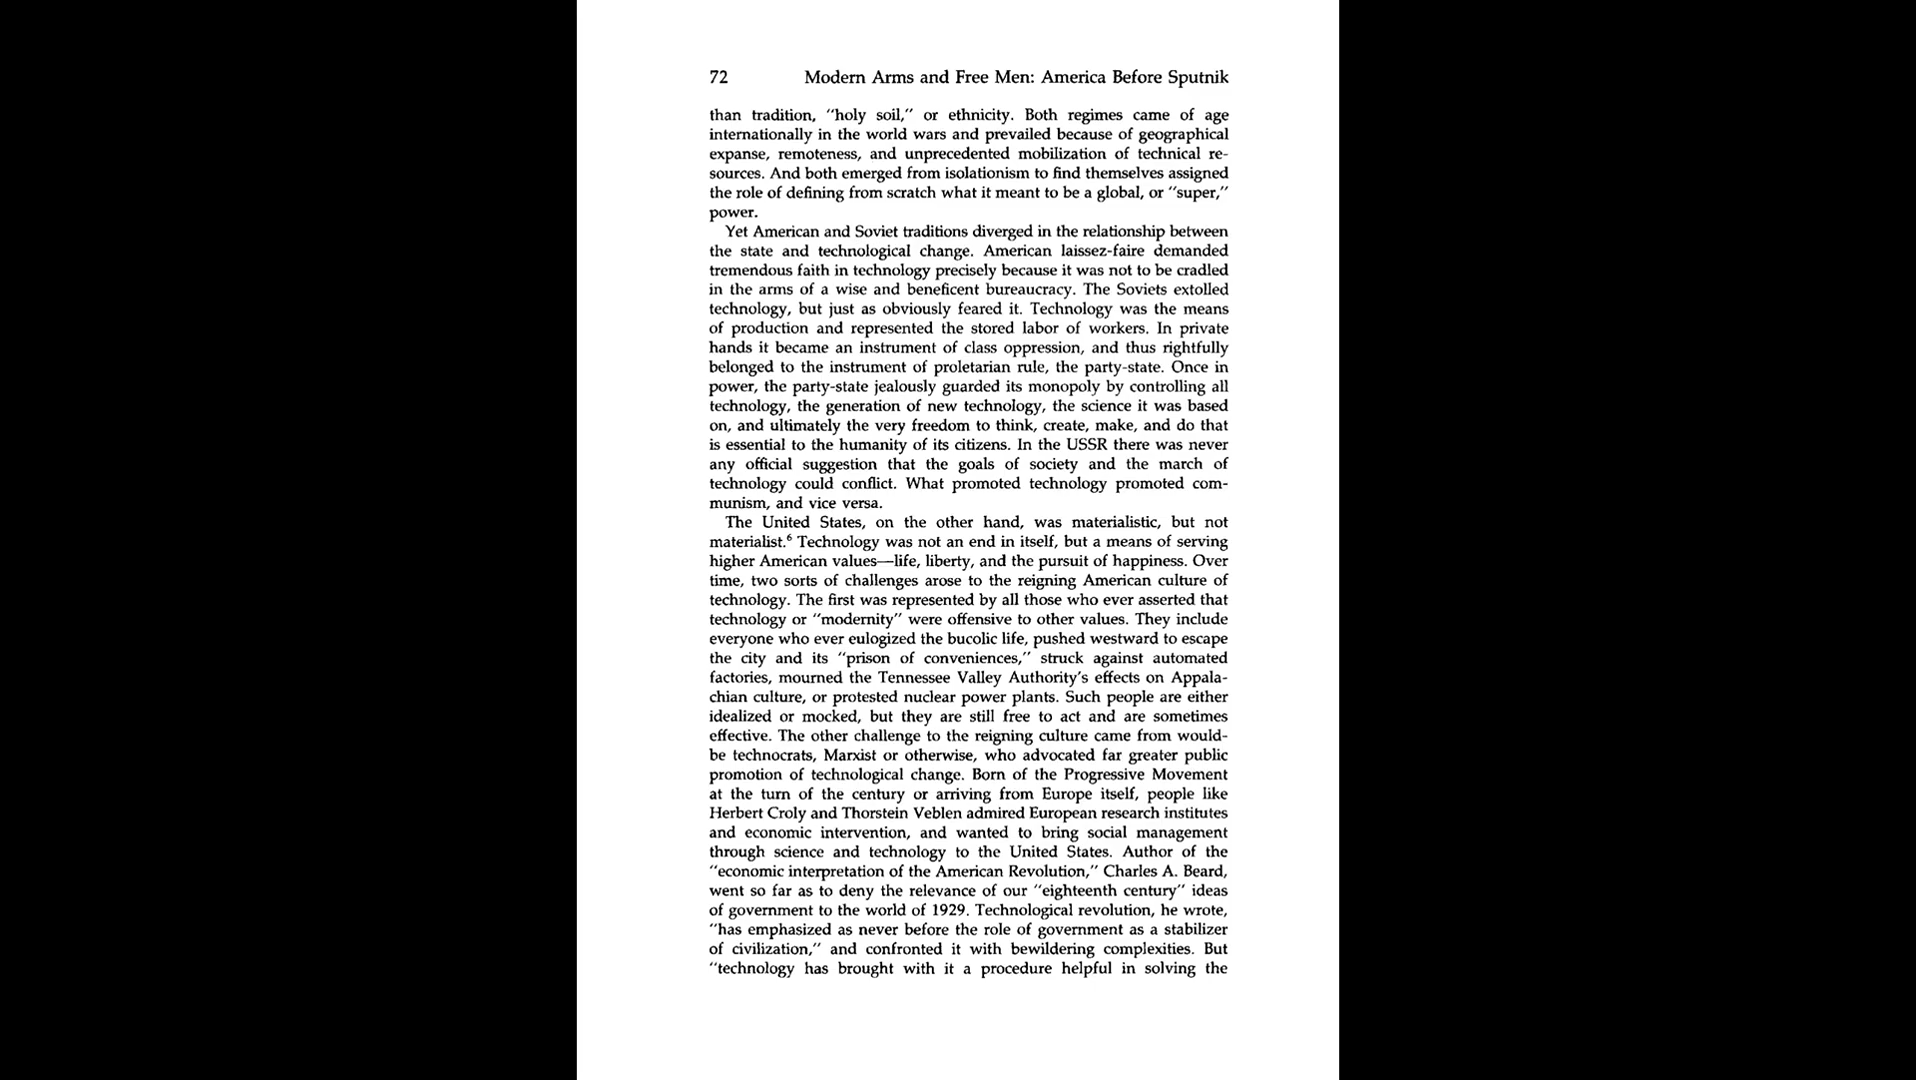 72 Modern Arms and Free Men: America Before Sputnik
than tradition, “holy soil,” or ethnicity. Both regimes came of age
internationally in the world wars and prevailed because of geographical
expanse, remoteness, and unprecedented mobilization of technical re-
sources. And both emerged from isolationism to find themselves assigned
the role of defining from scratch what it meant to be a global, or “super,”
power.
Yet American and Soviet traditions diverged in the relationship between
the state and technological change. American laissez-faire demanded
tremendous faith in technology precisely because it was not to be cradled
in the arms of a wise and beneficent bureaucracy. The Soviets extolled
technology, but just as obviously feared it. Technology was the means
of production and represented the stored labor of workers. In private
hands it became an instrument of class oppression, and thus rightfully
belonged to the instrument of proletarian rule, the party-state. Once in
power, the party-state jealously guarded its monopoly by controlling all
technology, the generation of new technology, the science it was based
on, and ultimately the very freedom to think, create, make, and do that
is essential to the humanity of its citizens. In the USSR there was never
any official suggestion that the goals of society and the march of
technology could conflict. What promoted technology promoted com-
munism, and vice versa.
The United States, on the other hand, was materialistic, but not
materialist.⁶ Technology was not an end in itself, but a means of serving
higher American values—life, liberty, and the pursuit of happiness. Over
time, two sorts of challenges arose to the reigning American culture of
technology. The first was represented by all those who ever asserted that
technology or “modernity” were offensive to other values. They include
everyone who ever eulogized the bucolic life, pushed westward to escape
the city and its “prison of conveniences,” struck against automated
factories, mourned the Tennessee Valley Authority’s effects on Appala-
chian culture, or protested nuclear power plants. Such people are either
idealized or mocked, but they are still free to act and are sometimes
effective. The other challenge to the reigning culture came from would-
be technocrats, Marxist or otherwise, who advocated far greater public
promotion of technological change. Born of the Progressive Movement
at the turn of the century or arriving from Europe itself, people like
Herbert Croly and Thorstein Veblen admired European research institutes
and economic intervention, and wanted to bring social management
through science and technology to the United States. Author of the
“economic interpretation of the American Revolution,” Charles A. Beard,
went so far as to deny the relevance of our “eighteenth century” ideas
of government to the world of 1929. Technological revolution, he wrote,
“has emphasized as never before the role of government as a stabilizer
of civilization,” and confronted it with bewildering complexities. But
“technology has brought with it a procedure helpful in solving the